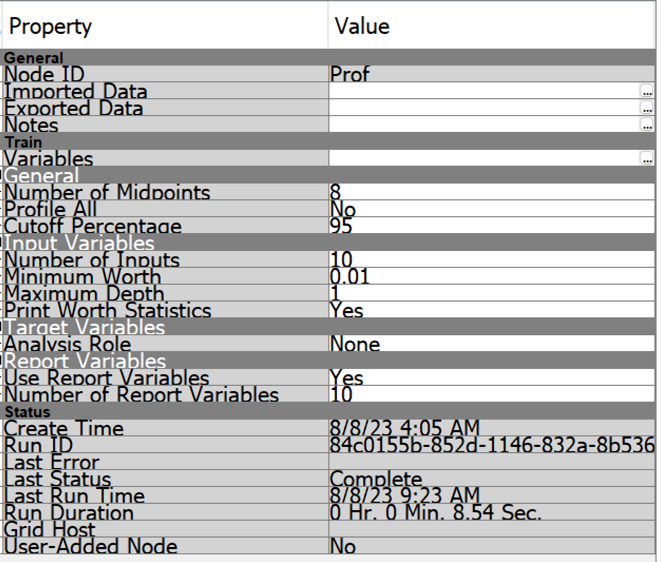 Property Value
General
Node ID Prof
Imported Data ...
Exported Data ...
Notes ...
Train
Variables ...
General
Number of Midpoints 8
Profile All No
Cutoff Percentage 95
Input Variables
Number of Inputs 10
Minimum Worth 0.01
Maximum Depth 1
Print Worth Statistics Yes
Target Variables
Analysis Role None
Report Variables
Use Report Variables Yes
Number of Report Variables 10
Status
Create Time 8/8/23 4:05 AM
Run ID 84c0155b-852d-1146-832a-8b536
Last Error
Last Status Complete
Last Run Time 8/8/23 9:23 AM
Run Duration 0 Hr. 0 Min. 8.54 Sec.
Grid Host
User-Added Node No